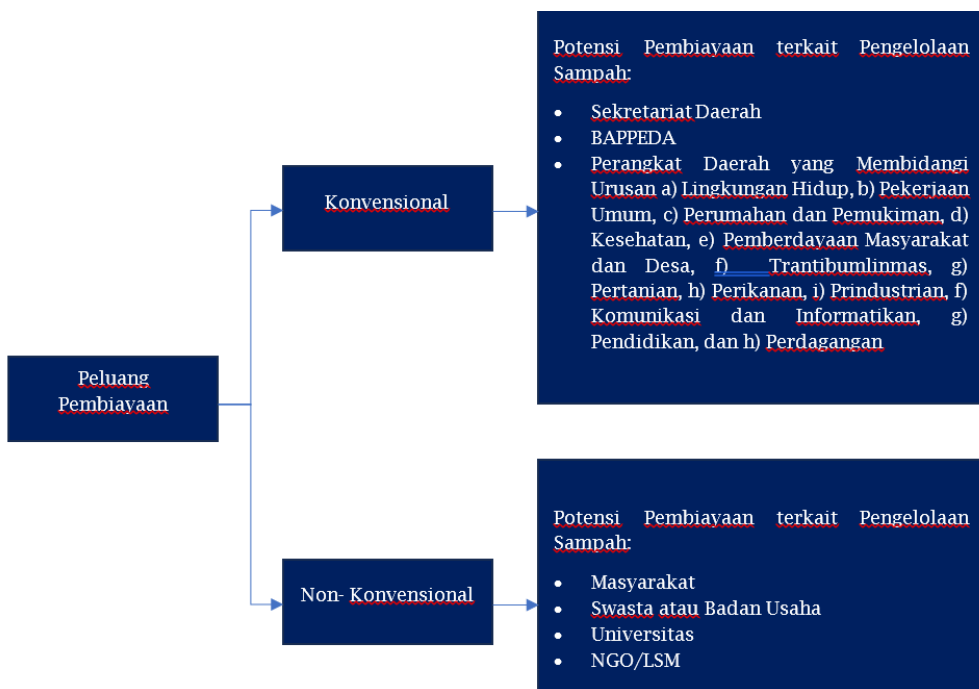 Peluang
Pembiayaan
Konvensional
Potensi Pembiayaan terkait Pengelolaan
Sampah:
• Sekretariat Daerah
• BAPPEDA
• Perangkat Daerah yang Membidangi
Urusan a) Lingkungan Hidup, b) Pekerjaan
Umum, c) Perumahan dan Pemukiman, d)
Kesehatan, e) Pemberdayaan Masyarakat
dan Desa, f) Trantibumlinmas, g)
Pertanian, h) Perikanan, i) Prindustrian, f)
Komunikasi dan Informatikan, g)
Pendidikan, dan h) Perdagangan
Non- Konvensional
Potensi Pembiayaan terkait Pengelolaan
Sampah:
• Masyarakat
• Swasta atau Badan Usaha
• Universitas
• NGO/LSM